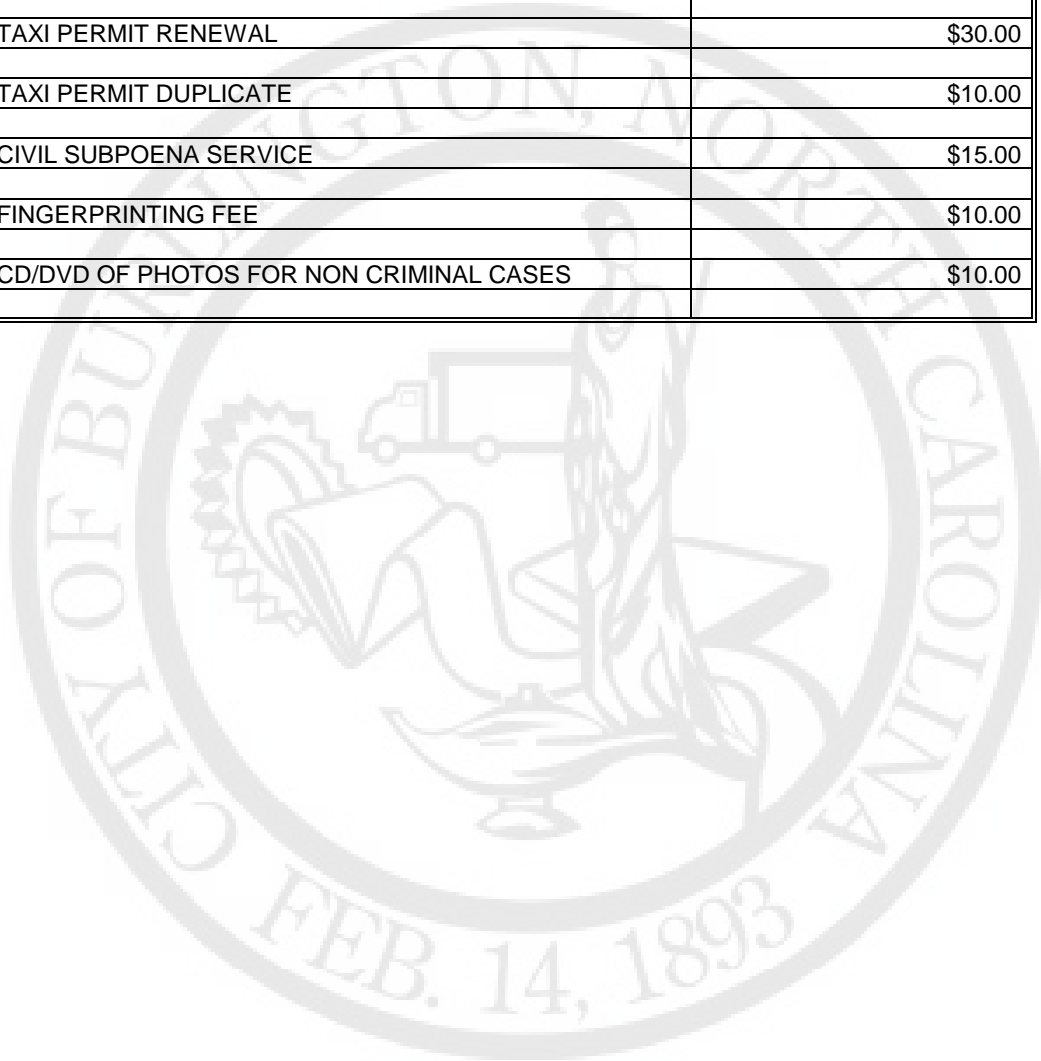 TAXI PERMIT RENEWAL $30.00
TAXI PERMIT DUPLICATE $10.00
CIVIL SUBPOENA SERVICE $15.00
FINGERPRINTING FEE $10.00
CD/DVD OF PHOTOS FOR NON CRIMINAL CASES $10.00
CITY OF BURLINGTON, NORTH CAROLINA
FEB. 14, 1893